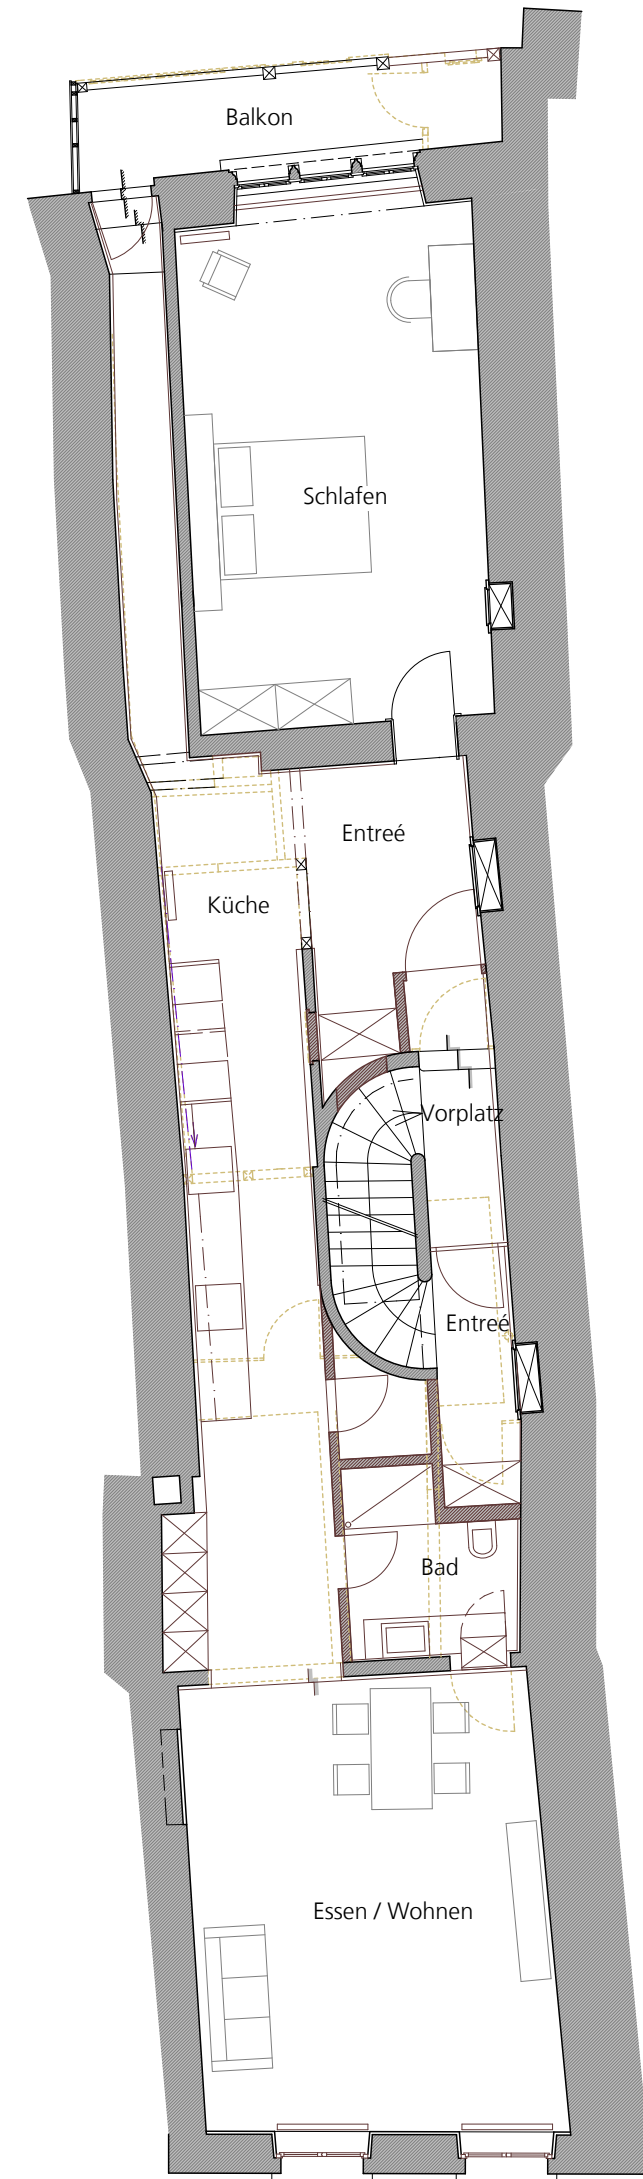 Balkon
Schlafen
Entreé
Küche
Vorplatz
Entreé
Bad
Essen / Wohnen